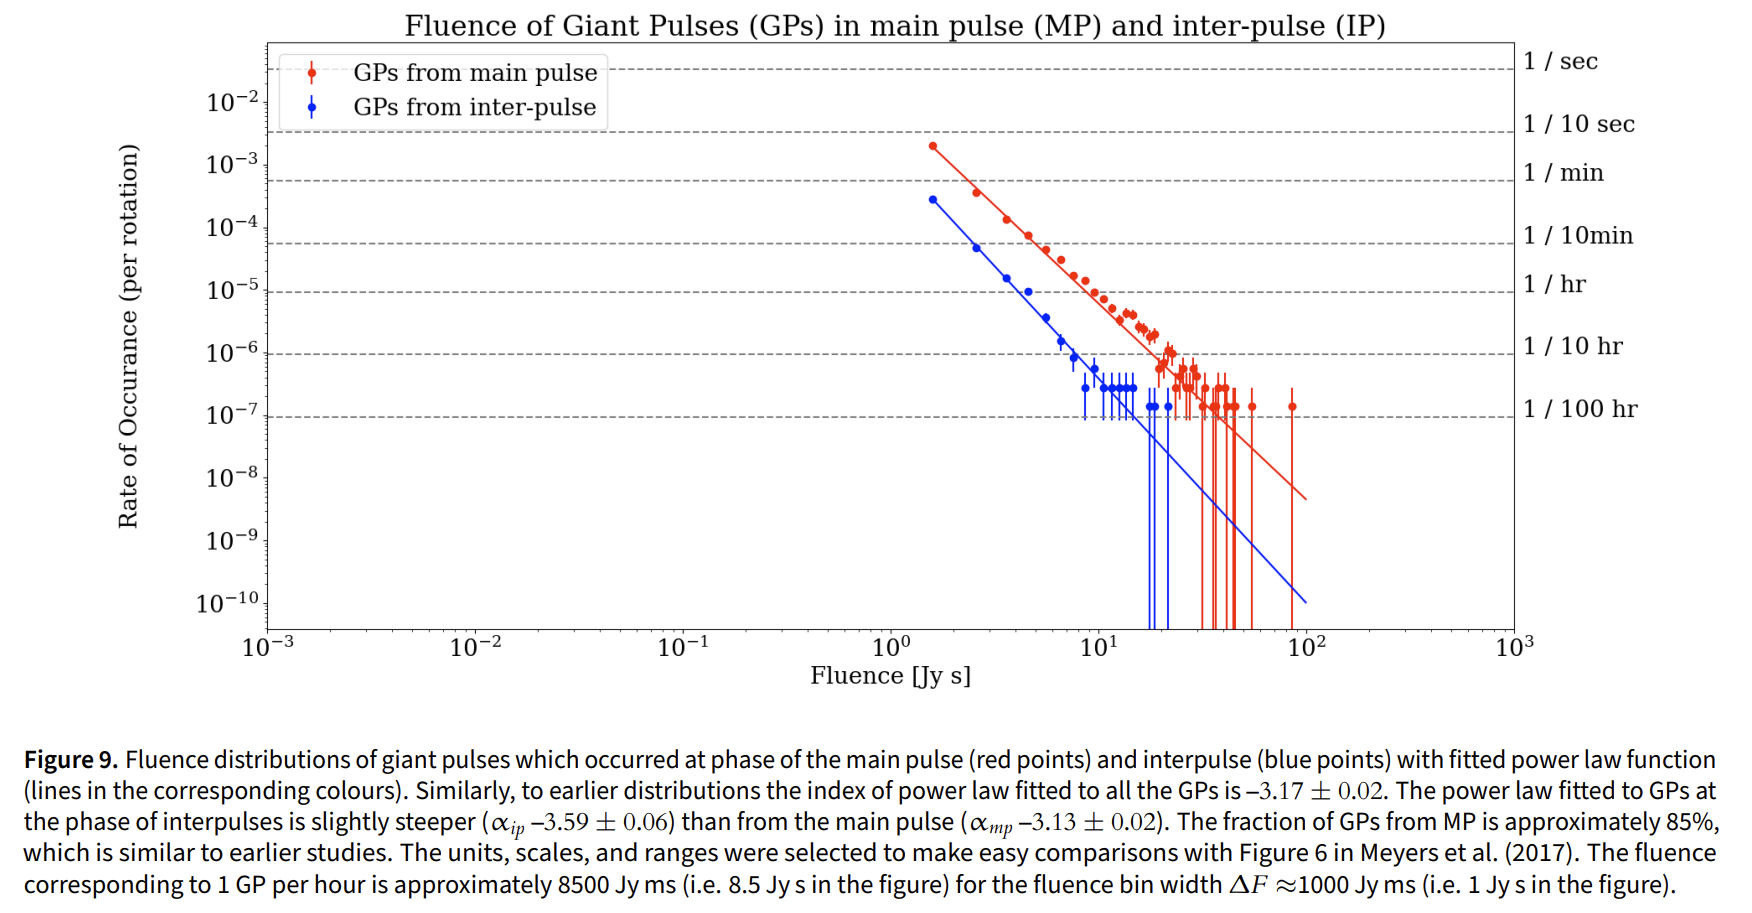 Fluence of Giant Pulses (GPs) in main pulse (MP) and inter-pulse (IP)
GPs from main pulse
GPs from inter-pulse
Rate of Occurance (per rotation)
10⁻²
10⁻³
10⁻⁴
10⁻⁵
10⁻⁶
10⁻⁷
10⁻⁸
10⁻⁹
10⁻¹⁰
1 / sec
1 / 10 sec
1 / min
1 / 10min
1 / hr
1 / 10 hr
1 / 100 hr
10⁻³ 10⁻² 10⁻¹ 10⁰ 10¹ 10² 10³
Fluence [Jy s]
Figure 9. Fluence distributions of giant pulses which occurred at phase of the main pulse (red points) and interpulse (blue points) with fitted power law function
(lines in the corresponding colours). Similarly, to earlier distributions the index of power law fitted to all the GPs is –3.17 ± 0.02. The power law fitted to GPs at
the phase of interpulses is slightly steeper (αᵢₚ –3.59 ± 0.06) than from the main pulse (αₘₚ –3.13 ± 0.02). The fraction of GPs from MP is approximately 85%,
which is similar to earlier studies. The units, scales, and ranges were selected to make easy comparisons with Figure 6 in Meyers et al. (2017). The fluence
corresponding to 1 GP per hour is approximately 8500 Jy ms (i.e. 8.5 Jy s in the figure) for the fluence bin width ΔF ≈1000 Jy ms (i.e. 1 Jy s in the figure).